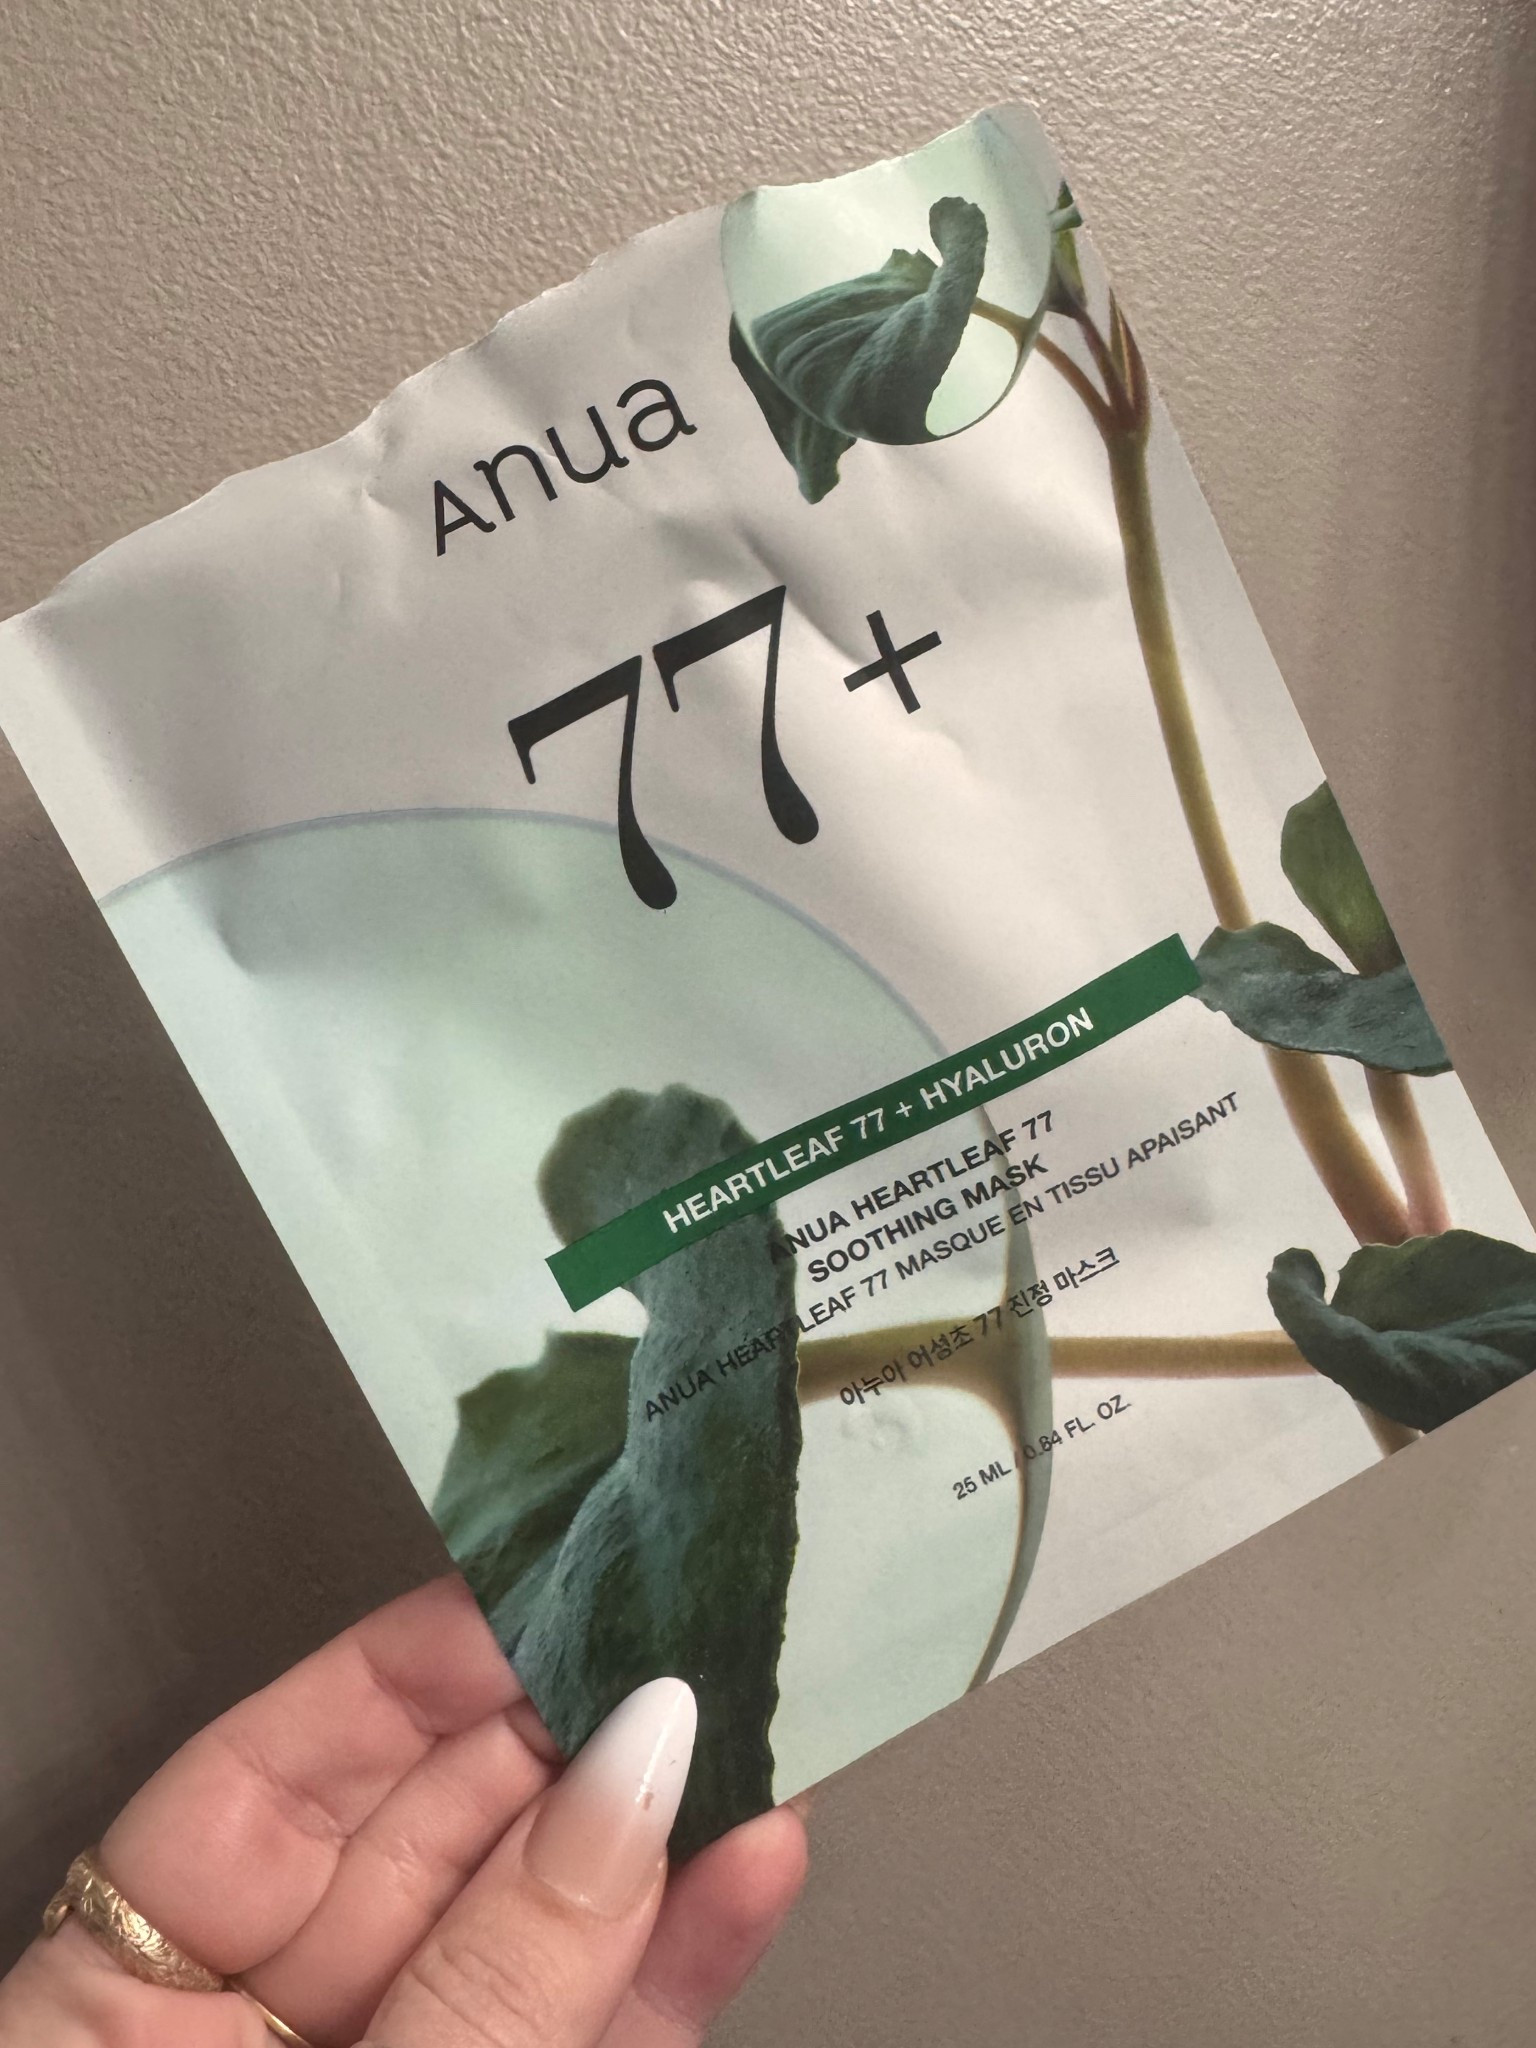 Anua
77+
HEARTLEAF 77 + HYALURON
ANUA HEARTLEAF 77
SOOTHING MASK
ANUA HEARTLEAF 77 MASQUE EN TISSU APAISANT
아누아 어성초 77 진정 마스크
25 ML / 0.84 FL. OZ.